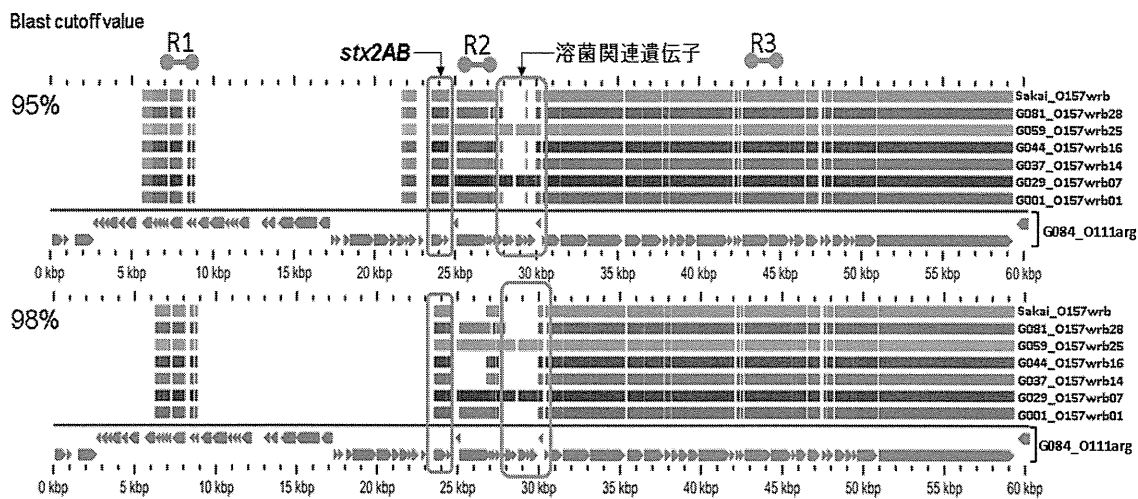 Blast cutoff value
R1
stx2AB
R2
溶菌関連遺伝子
R3
95%
Sakai_O157wrb
G081_O157wrb28
G059_O157wrb25
G044_O157wrb16
G037_O157wrb14
G029_O157wrb07
G001_O157wrb01
G084_O111arg
0 kbp 5 kbp 10 kbp 15 kbp 20 kbp 25 kbp 30 kbp 35 kbp 40 kbp 45 kbp 50 kbp 55 kbp 60 kbp
98%
Sakai_O157wrb
G081_O157wrb28
G059_O157wrb25
G044_O157wrb16
G037_O157wrb14
G029_O157wrb07
G001_O157wrb01
G084_O111arg
0 kbp 5 kbp 10 kbp 15 kbp 20 kbp 25 kbp 30 kbp 35 kbp 40 kbp 45 kbp 50 kbp 55 kbp 60 kbp